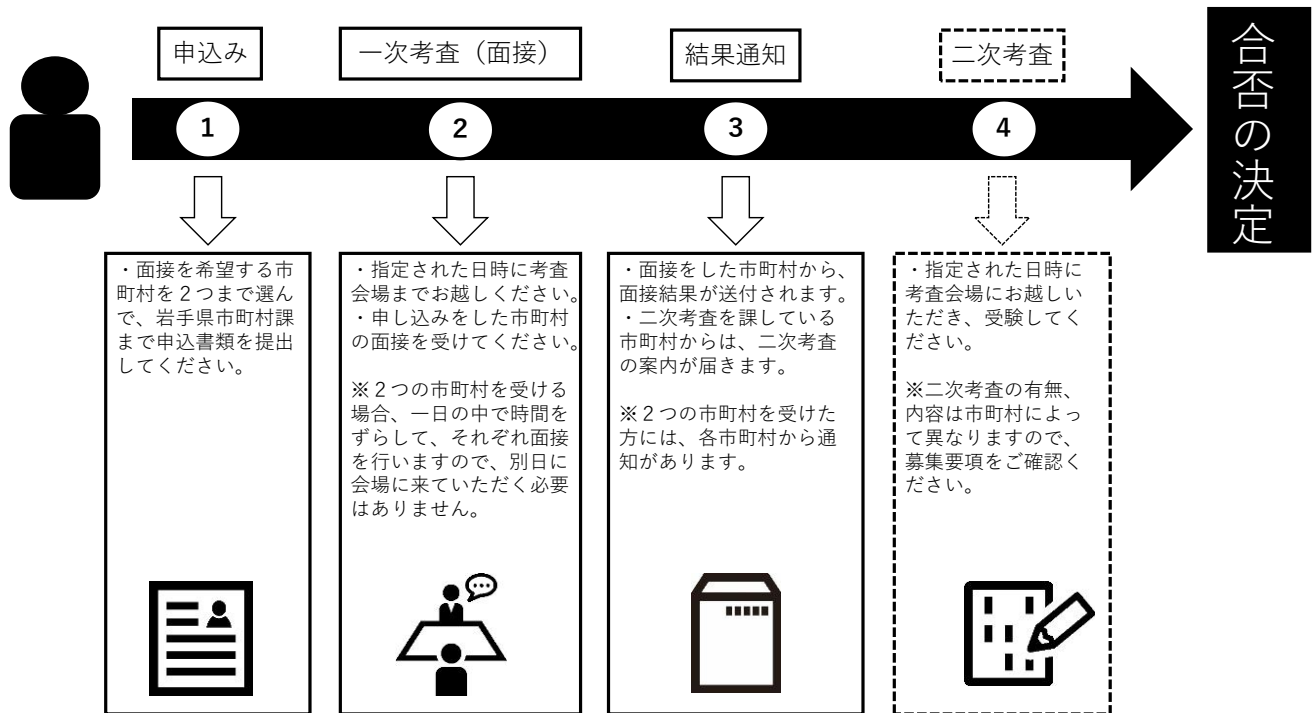 申込み
一次考査（面接）
結果通知
二次考査
1
2
3
4
合否の決定
・面接を希望する市
町村を２つまで選ん
で、岩手県市町村課
まで申込書類を提出
してください。
・指定された日時に考査
会場までお越しください。
・申し込みをした市町村
の面接を受けてください。
※２つの市町村を受ける
場合、一日の中で時間を
ずらして、それぞれ面接
を行いますので、別日に
会場に来ていただく必要
はありません。
・面接をした市町村から、
面接結果が送付されます。
・二次考査を課している
市町村からは、二次考査
の案内が届きます。
※２つの市町村を受けた
方には、各市町村から通
知があります。
・指定された日時に
考査会場にお越しい
ただき、受験してく
ださい。
※二次考査の有無、
内容は市町村によっ
て異なりますので、
募集要項をご確認く
ださい。